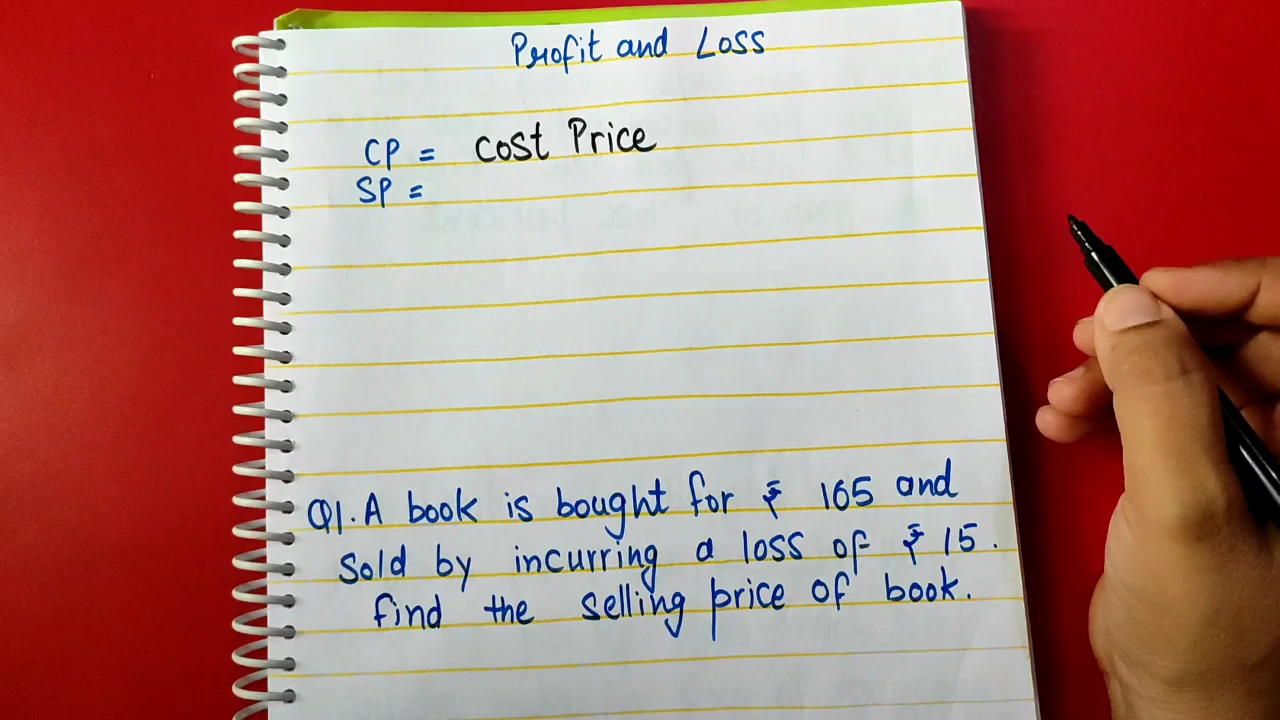 Profit and Loss
CP = Cost Price
SP =
Q1. A book is bought for ₹ 165 and
sold by incurring a loss of ₹ 15.
find the selling price of book.